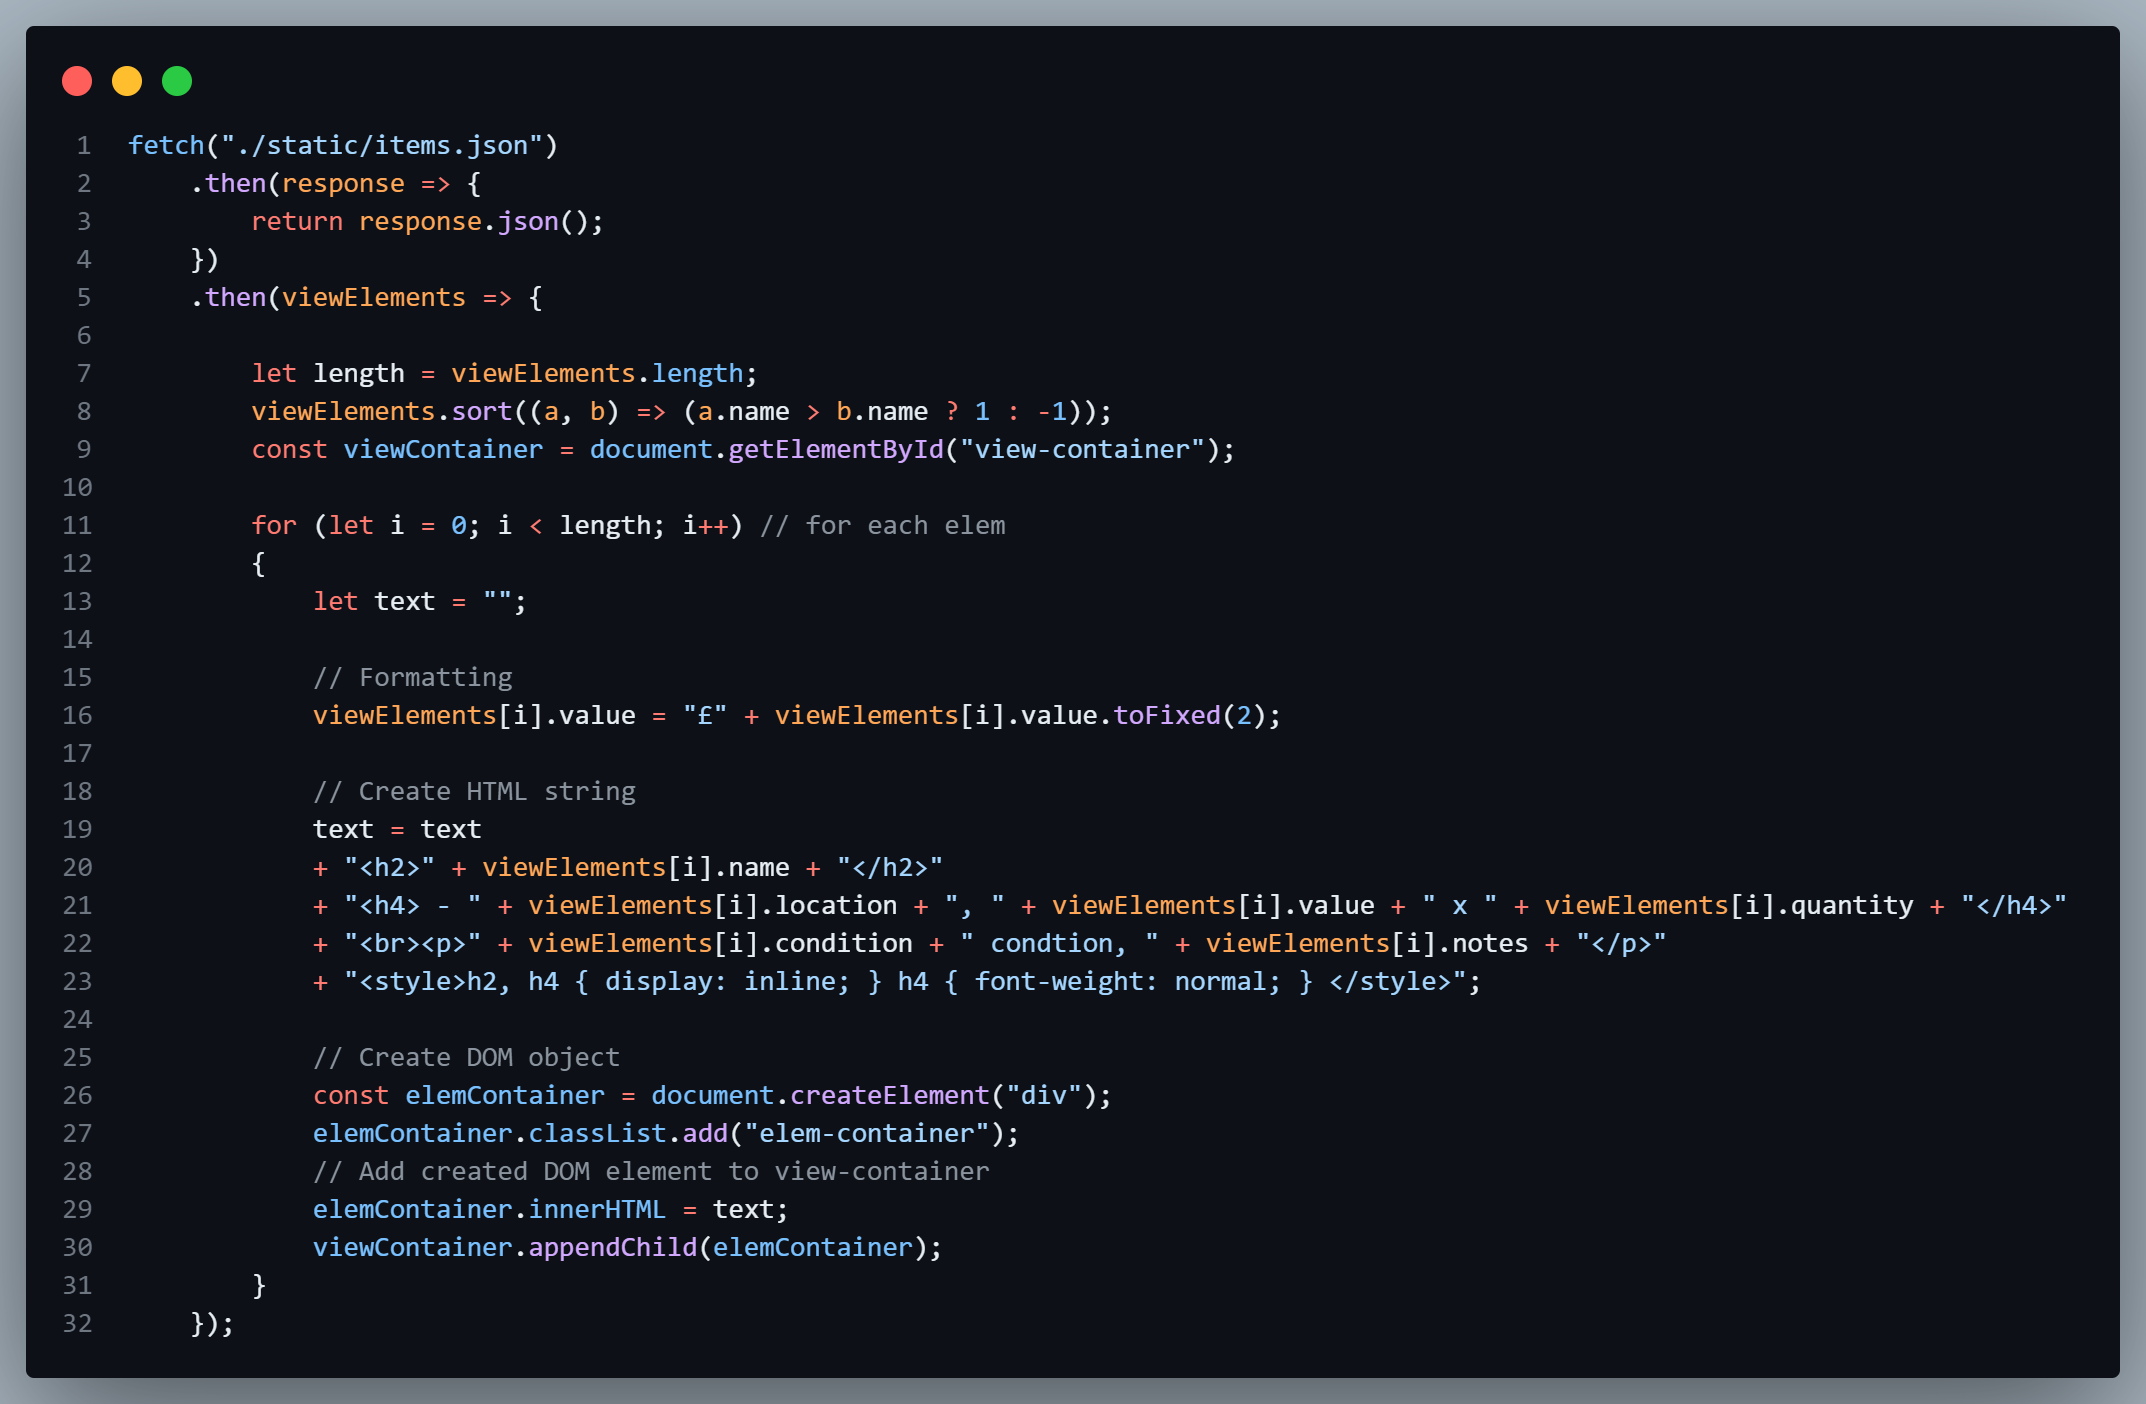 1 fetch("./static/items.json")
2 .then(response => {
3 return response.json();
4 })
5 .then(viewElements => {
6
7 let length = viewElements.length;
8 viewElements.sort((a, b) => (a.name > b.name ? 1 : -1));
9 const viewContainer = document.getElementById("view-container");
10
11 for (let i = 0; i < length; i++) // for each elem
12 {
13 let text = "";
14
15 // Formatting
16 viewElements[i].value = "£" + viewElements[i].value.toFixed(2);
17
18 // Create HTML string
19 text = text
20 + "<h2>" + viewElements[i].name + "</h2>"
21 + "<h4> - " + viewElements[i].location + ", " + viewElements[i].value + " x " + viewElements[i].quantity + "</h4>"
22 + "<br><p>" + viewElements[i].condition + " condtion, " + viewElements[i].notes + "</p>"
23 + "<style>h2, h4 { display: inline; } h4 { font-weight: normal; } </style>";
24
25 // Create DOM object
26 const elemContainer = document.createElement("div");
27 elemContainer.classList.add("elem-container");
28 // Add created DOM element to view-container
29 elemContainer.innerHTML = text;
30 viewContainer.appendChild(elemContainer);
31 }
32 });